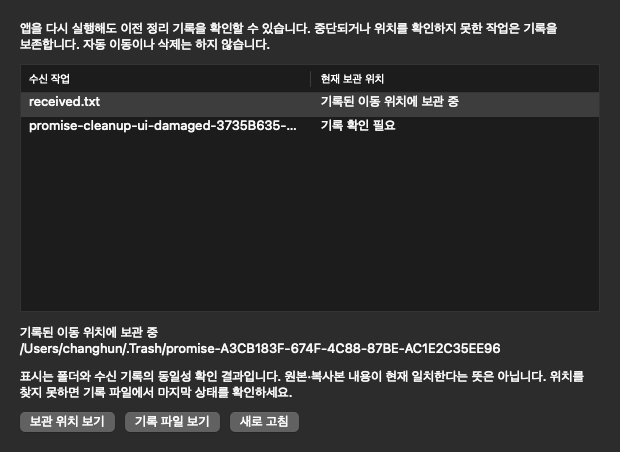 앱을 다시 실행해도 이전 정리 기록을 확인할 수 있습니다. 중단되거나 위치를 확인하지 못한 작업은 기록을
보존합니다. 자동 이동이나 삭제는 하지 않습니다.
수신 작업
현재 보관 위치
received.txt
기록된 이동 위치에 보관 중
promise-cleanup-ui-damaged-3735B635-...
기록 확인 필요
기록된 이동 위치에 보관 중
/Users/changhun/.Trash/promise-A3CB183F-674F-4C88-87BE-AC1E2C35EE96
표시는 폴더와 수신 기록의 동일성 확인 결과입니다. 원본·복사본 내용이 현재 일치한다는 뜻은 아닙니다. 위치를
찾지 못하면 기록 파일에서 마지막 상태를 확인하세요.
보관 위치 보기
기록 파일 보기
새로 고침